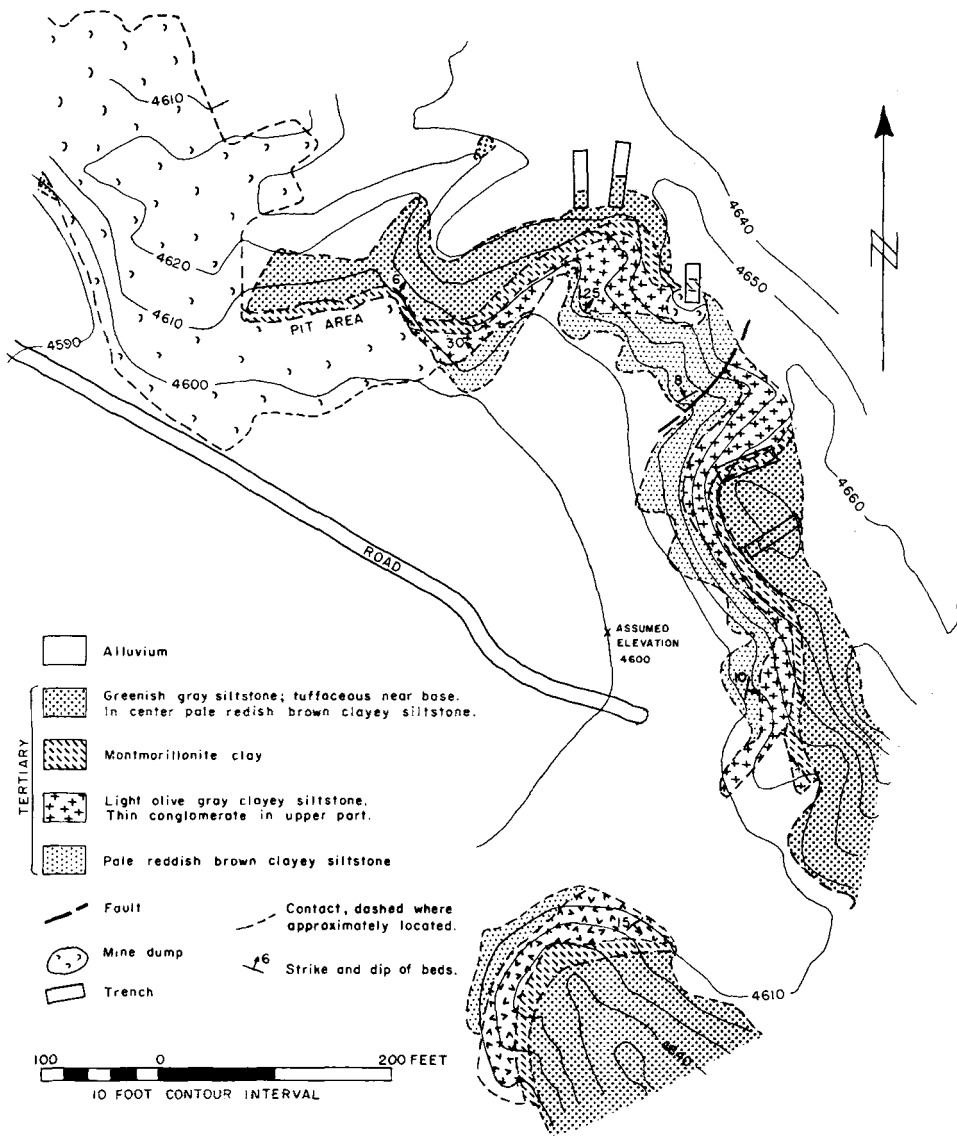 4610
4640
4650
4620
6
25
4610
PIT AREA
30
4590
4600
8
4660
ROAD
ASSUMED
ELEVATION
4600
10
Alluvium
TERTIARY
Greenish gray siltstone; tuffaceous near base.
In center pale redish brown clayey siltstone.
Montmorillonite clay
Light olive gray clayey siltstone.
Thin conglomerate in upper part.
Pale reddish brown clayey siltstone
Fault
Contact, dashed where
approximately located.
Mine dump
6
Strike and dip of beds.
Trench
15
4610
4640
100 0 200 FEET
10 FOOT CONTOUR INTERVAL
N